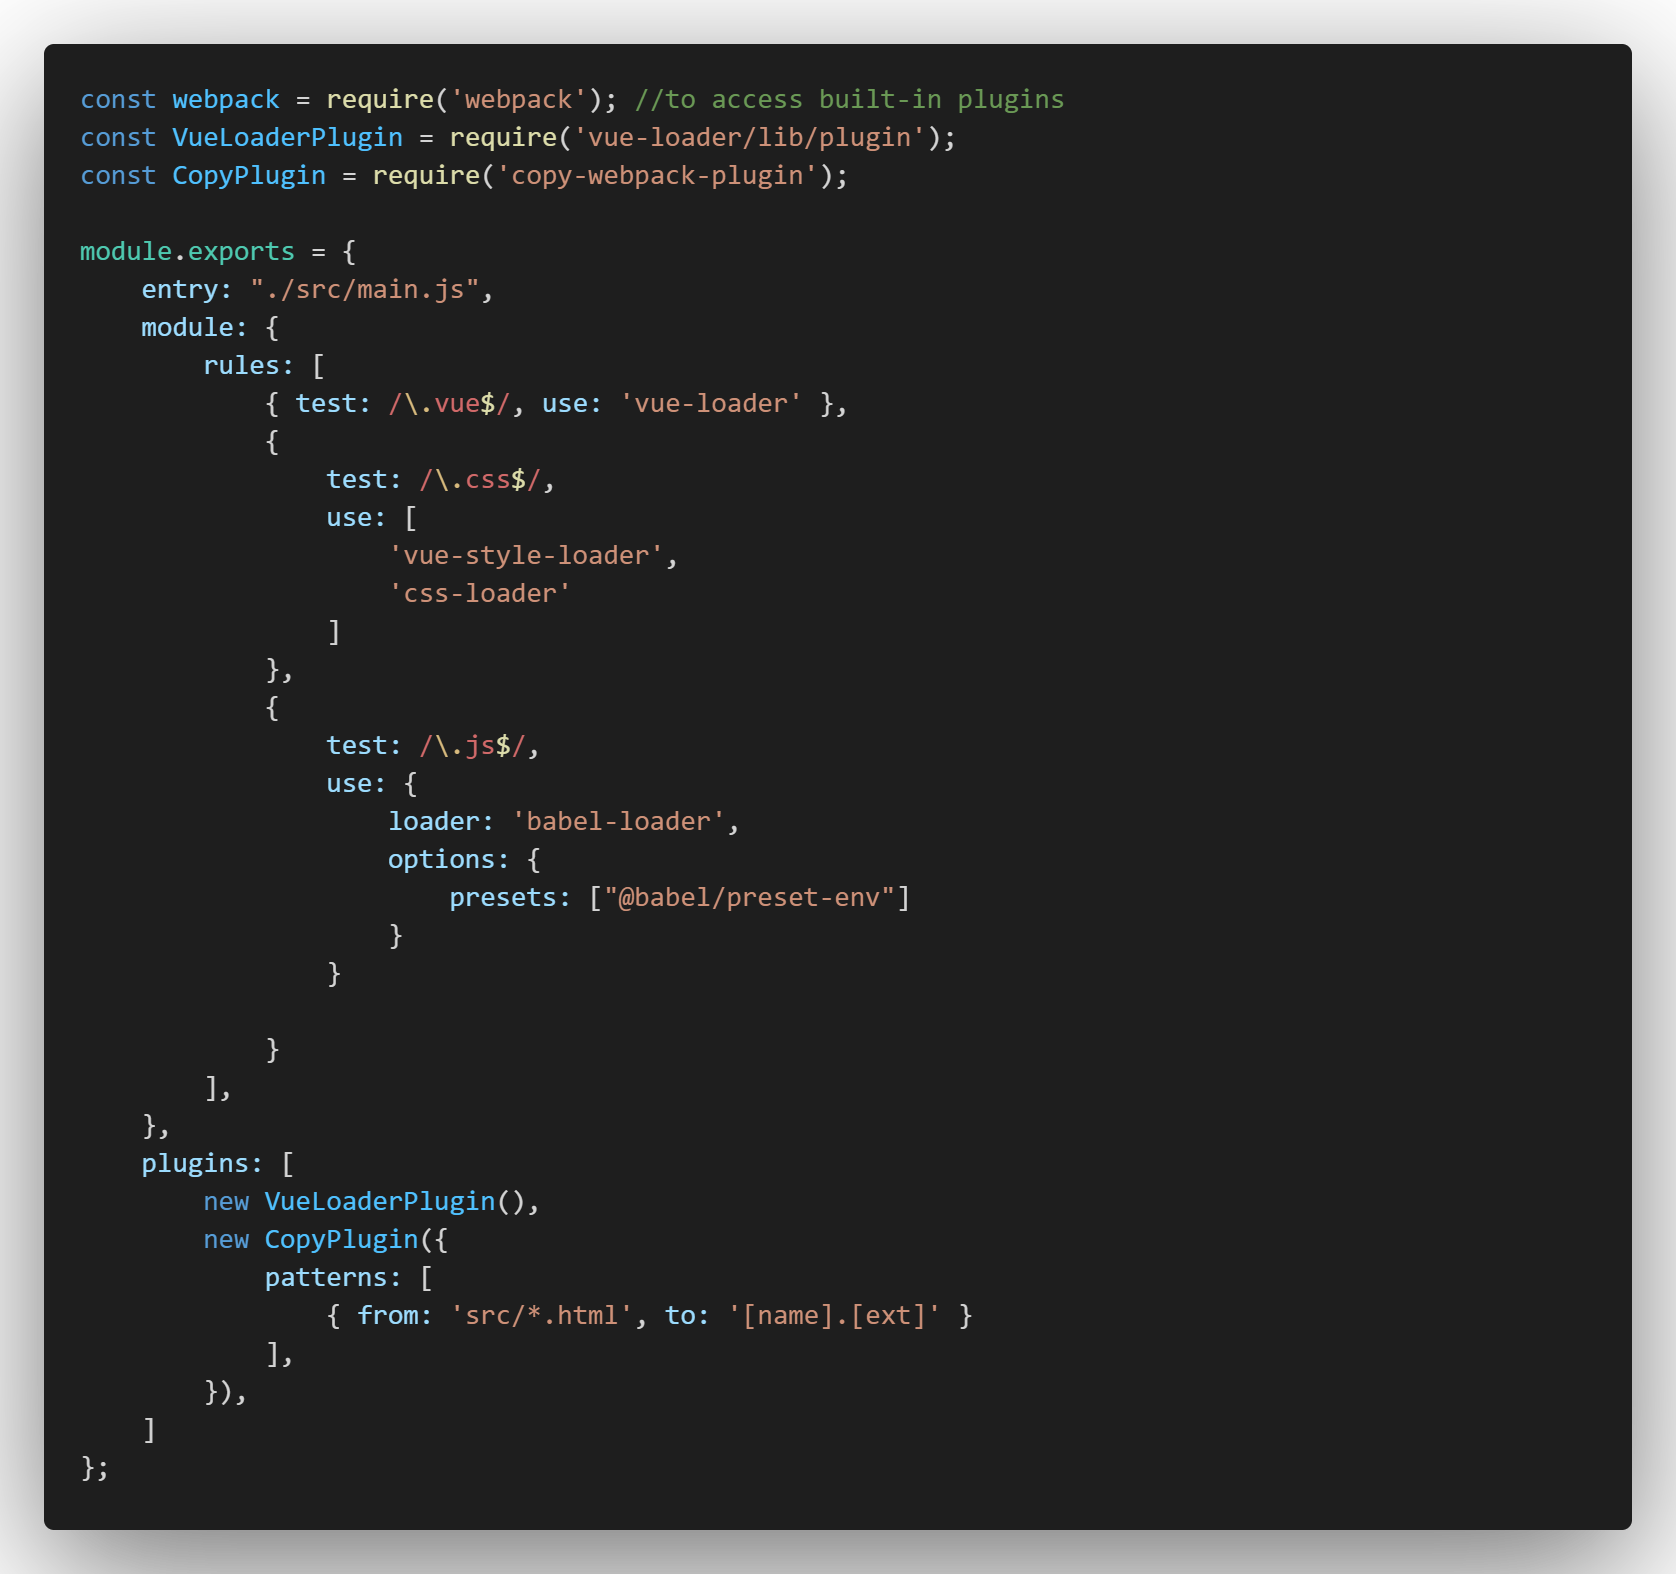 const webpack = require('webpack'); //to access built-in plugins
const VueLoaderPlugin = require('vue-loader/lib/plugin');
const CopyPlugin = require('copy-webpack-plugin');

module.exports = {
    entry: "./src/main.js",
    module: {
        rules: [
            { test: /\.vue$/, use: 'vue-loader' },
            {
                test: /\.css$/,
                use: [
                    'vue-style-loader',
                    'css-loader'
                ]
            },
            {
                test: /\.js$/,
                use: {
                    loader: 'babel-loader',
                    options: {
                        presets: ["@babel/preset-env"]
                    }
                }

            }
        ],
    },
    plugins: [
        new VueLoaderPlugin(),
        new CopyPlugin({
            patterns: [
                { from: 'src/*.html', to: '[name].[ext]' }
            ],
        }),
    ]
};